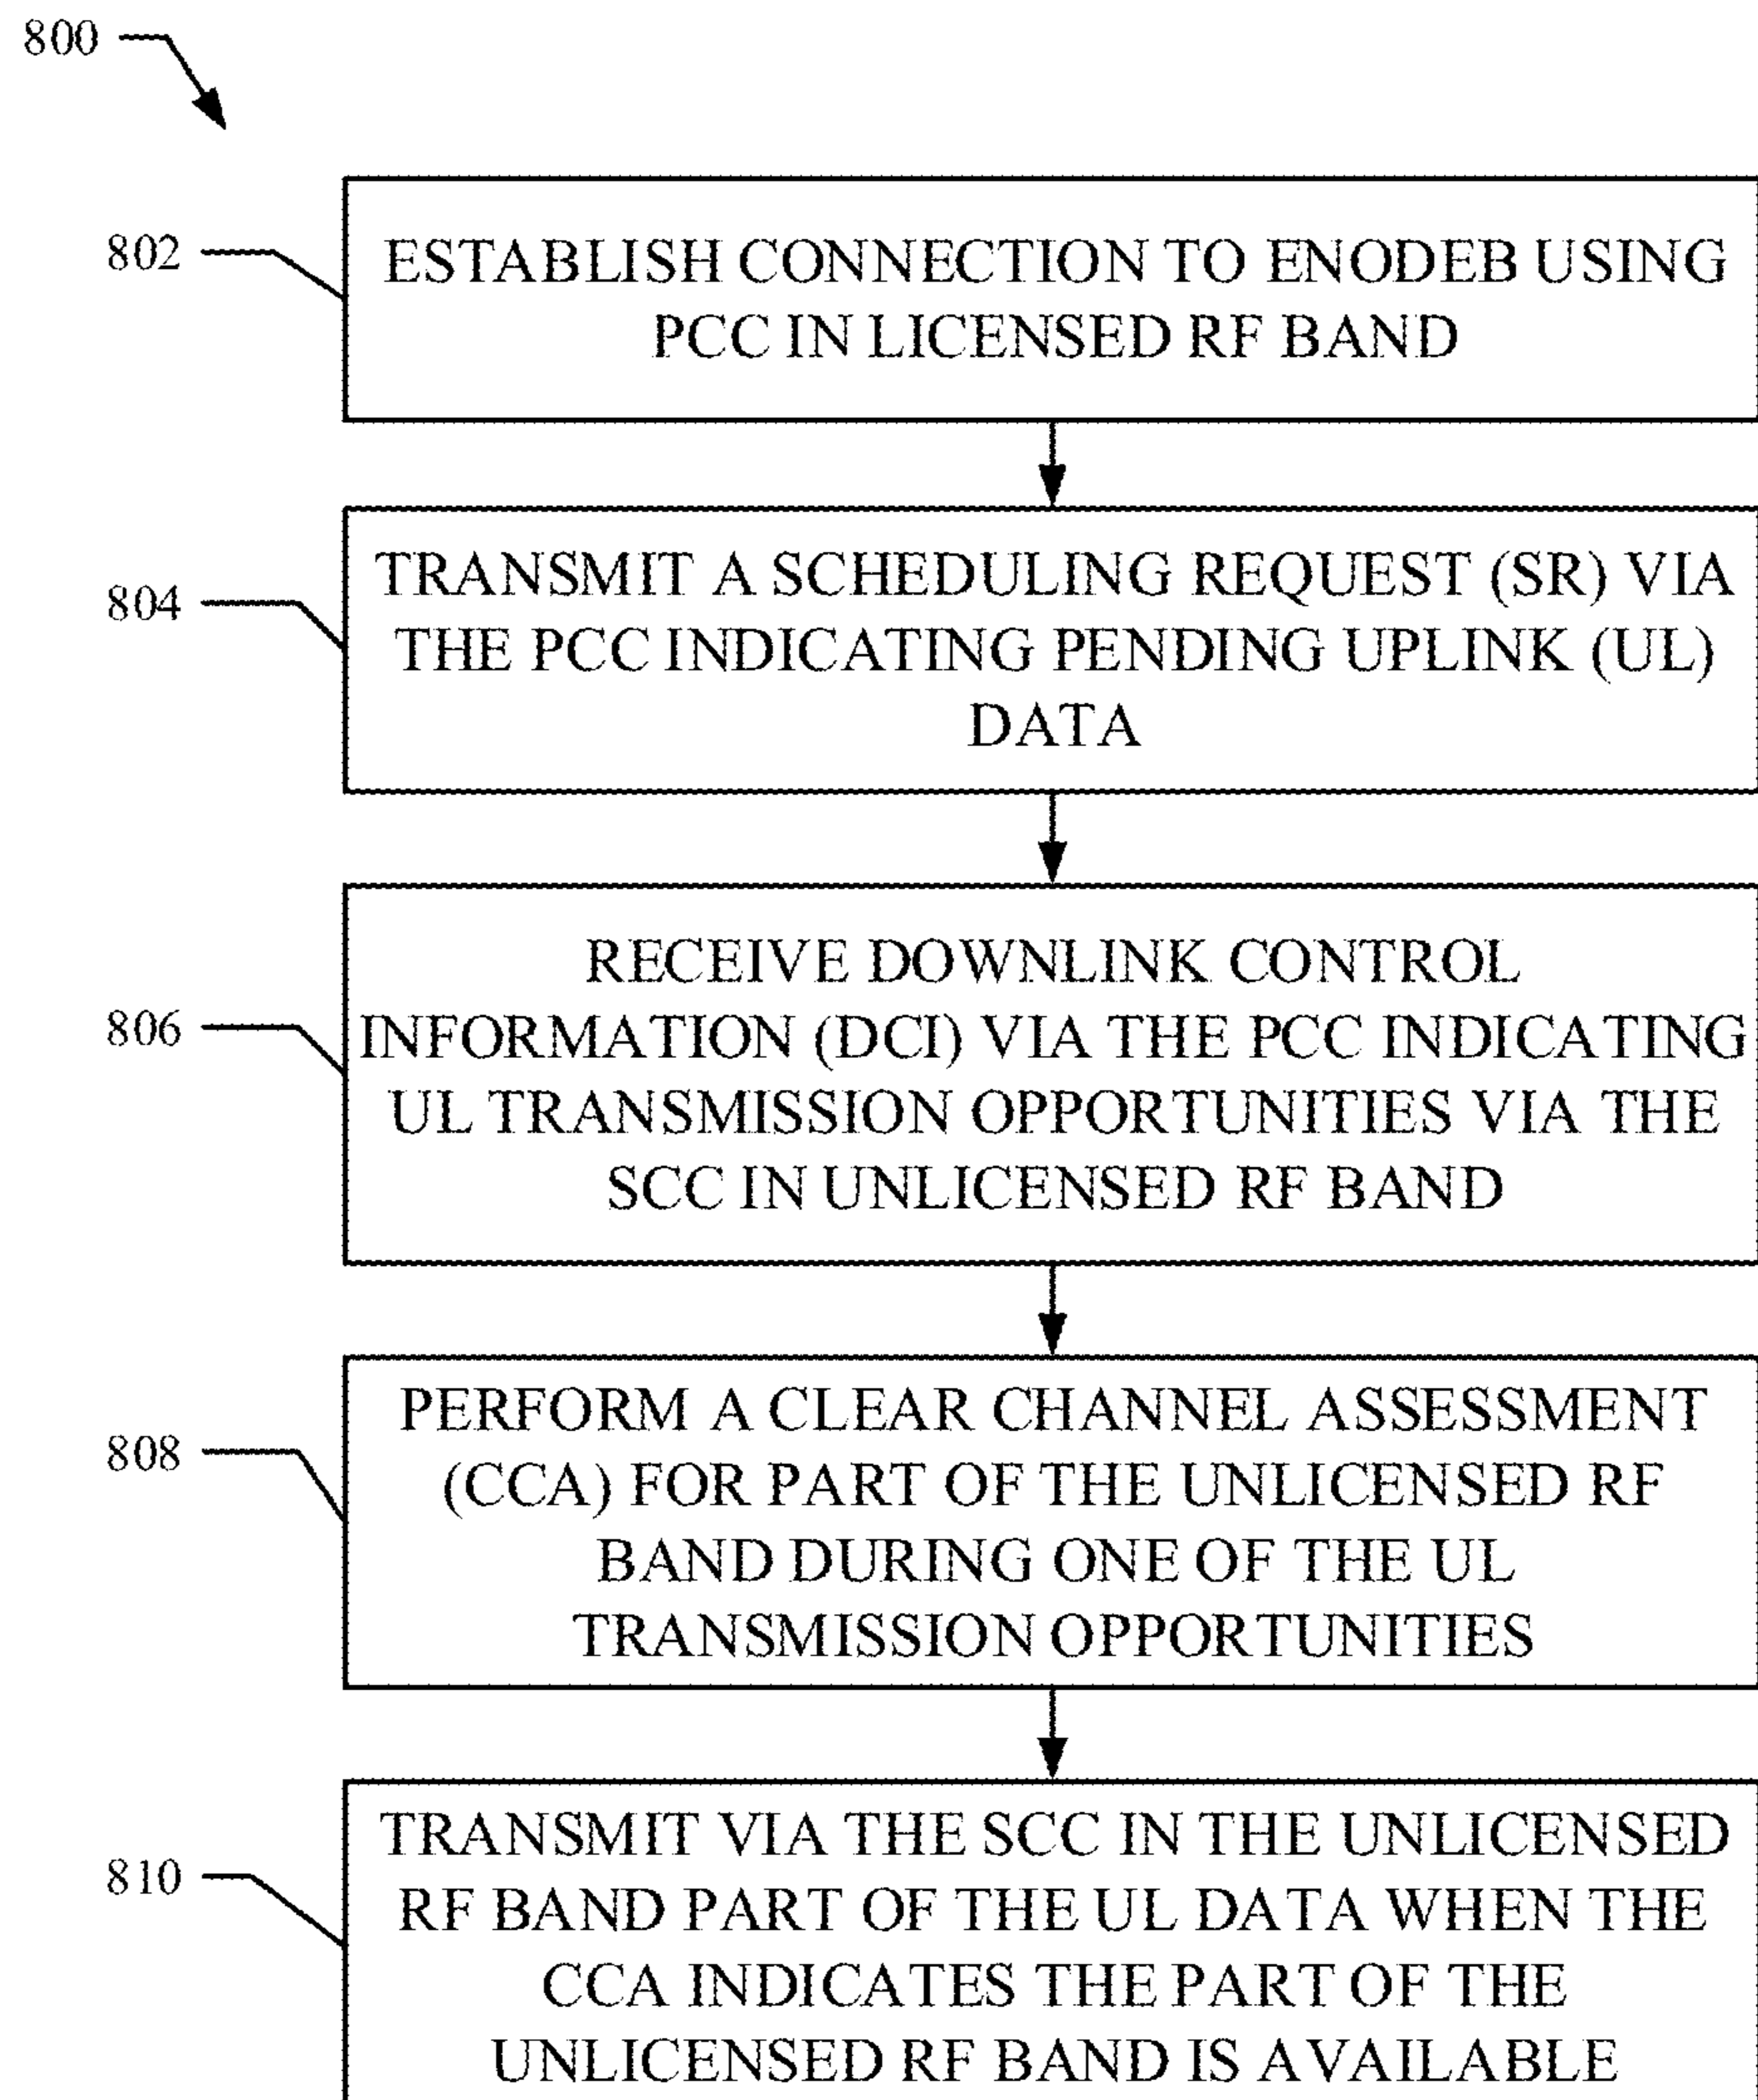 800
802
ESTABLISH CONNECTION TO ENODEB USING
PCC IN LICENSED RF BAND
804
TRANSMIT A SCHEDULING REQUEST (SR) VIA
THE PCC INDICATING PENDING UPLINK (UL)
DATA
806
RECEIVE DOWNLINK CONTROL
INFORMATION (DCI) VIA THE PCC INDICATING
UL TRANSMISSION OPPORTUNITIES VIA THE
SCC IN UNLICENSED RF BAND
808
PERFORM A CLEAR CHANNEL ASSESSMENT
(CCA) FOR PART OF THE UNLICENSED RF
BAND DURING ONE OF THE UL
TRANSMISSION OPPORTUNITIES
810
TRANSMIT VIA THE SCC IN THE UNLICENSED
RF BAND PART OF THE UL DATA WHEN THE
CCA INDICATES THE PART OF THE
UNLICENSED RF BAND IS AVAILABLE